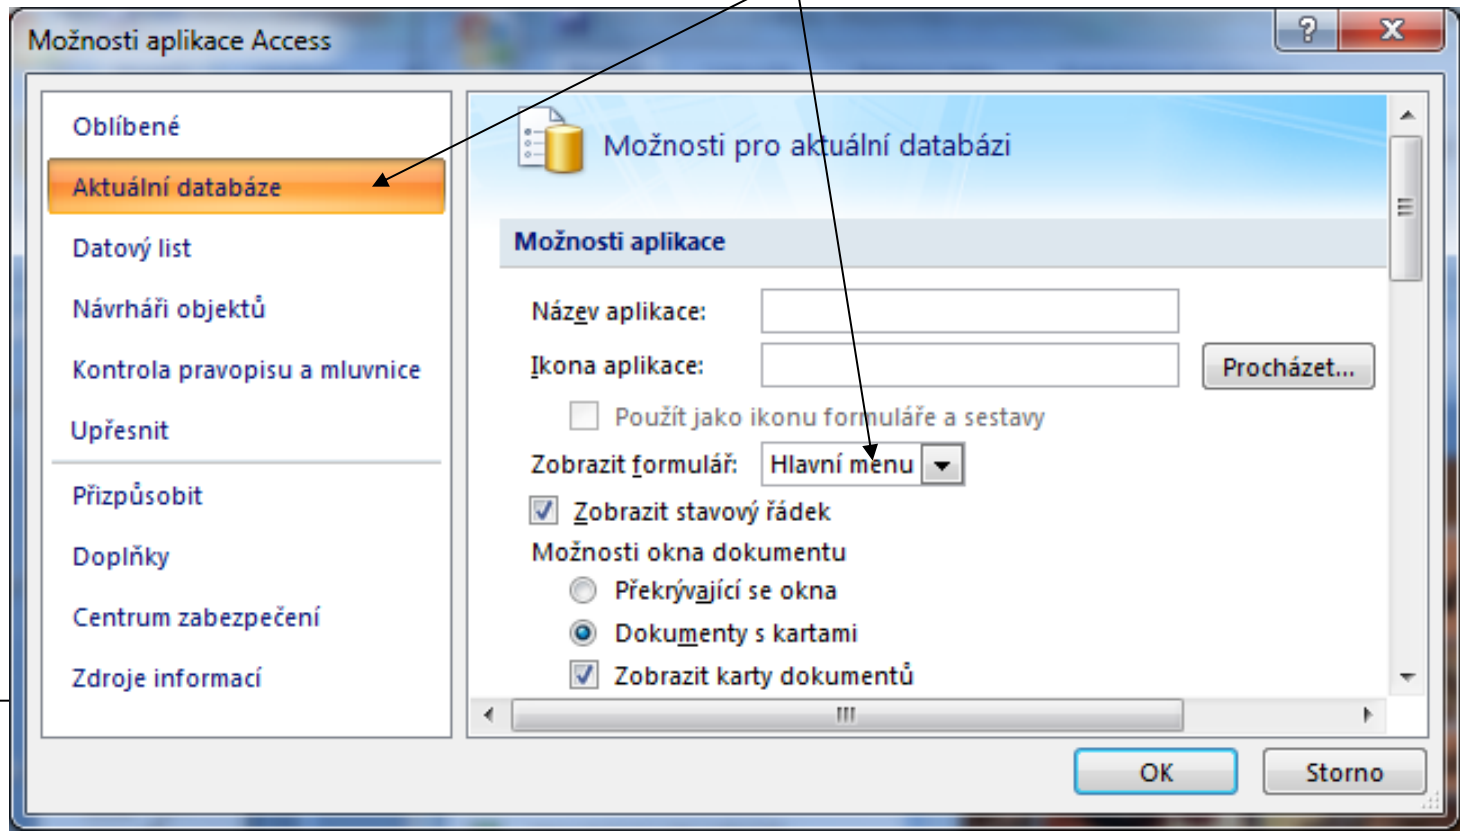 Možnosti aplikace Access
?
X
Oblíbené
Aktuální databáze
Datový list
Návrháři objektů
Kontrola pravopisu a mluvnice
Upřesnit
Přizpůsobit
Doplňky
Centrum zabezpečení
Zdroje informací
Možnosti pro aktuální databázi
Možnosti aplikace
Název aplikace:
Ikona aplikace:
Procházet...
Použít jako ikonu formuláře a sestavy
Zobrazit formulář: Hlavní menu
Zobrazit stavový řádek
Možnosti okna dokumentu
Překrývající se okna
Dokumenty s kartami
Zobrazit karty dokumentů
OK
Storno